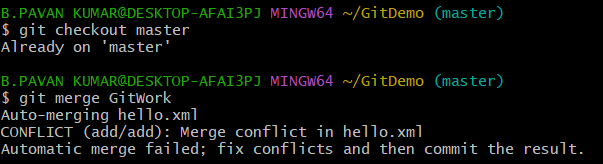 B.PAVAN KUMAR@DESKTOP-AFAI3PJ MINGW64 ~/GitDemo (master)
$ git checkout master
Already on 'master'
B.PAVAN KUMAR@DESKTOP-AFAI3PJ MINGW64 ~/GitDemo (master)
$ git merge GitWork
Auto-merging hello.xml
CONFLICT (add/add): Merge conflict in hello.xml
Automatic merge failed; fix conflicts and then commit the result.